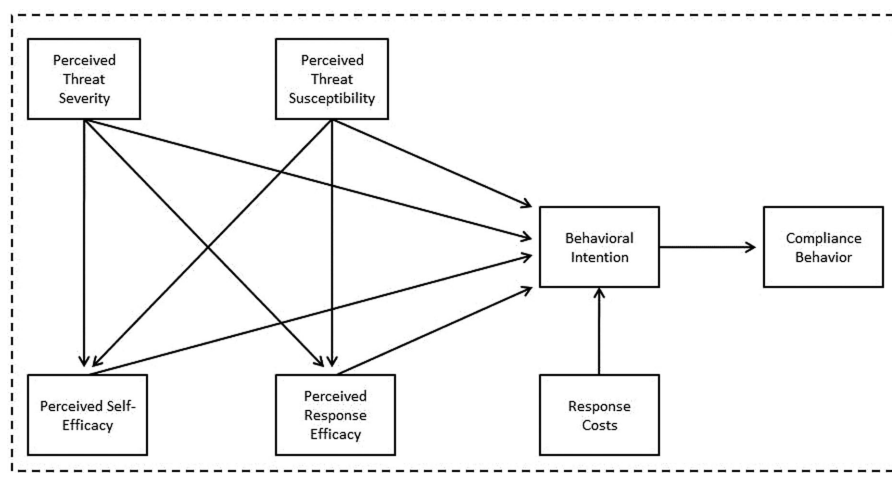 Perceived
Threat
Severity
Perceived
Threat
Susceptibility
Behavioral
Intention
Compliance
Behavior
Perceived Self-
Efficacy
Perceived
Response
Efficacy
Response
Costs